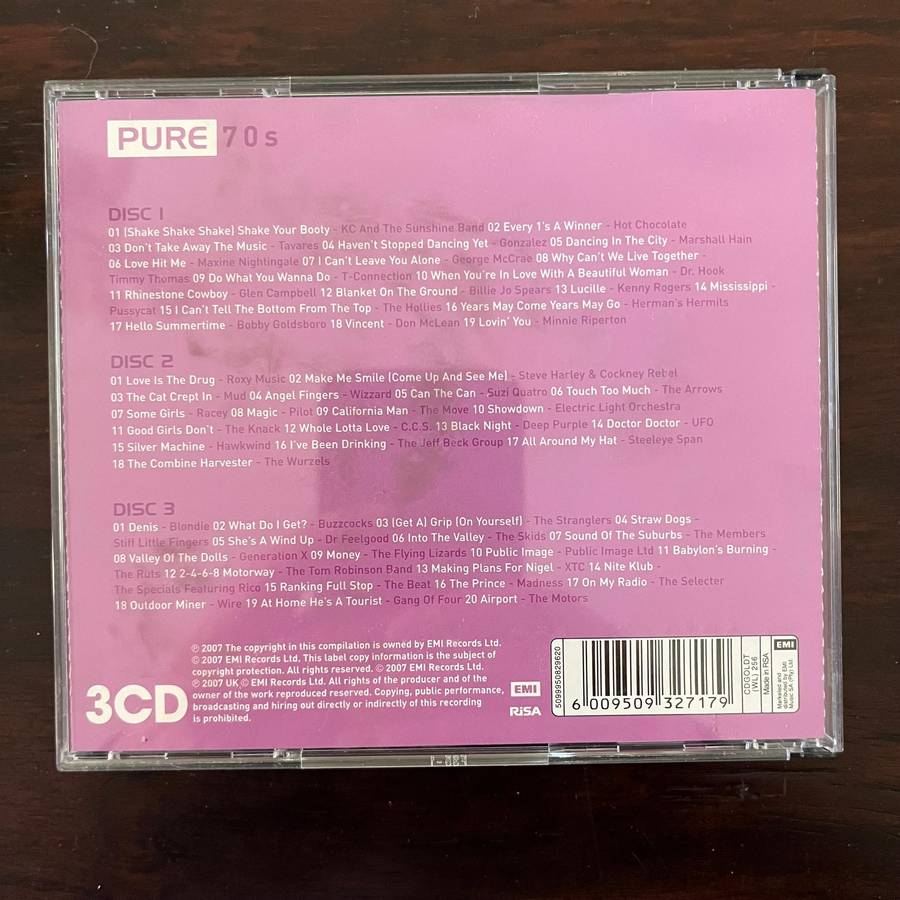 PURE 70s
DISC 1
01 (Shake Shake Shake) Shake Your Booty - KC And The Sunshine Band 02 Every 1's A Winner - Hot Chocolate
03 Don't Take Away The Music - Tavares 04 Haven't Stopped Dancing Yet - Gonzalez 05 Dancing In The City - Marshall Hain
06 Love Hit Me - Maxine Nightingale 07 I Can't Leave You Alone - George McCrae 08 Why Can't We Live Together -
Timmy Thomas 09 Do What You Wanna Do - T-Connection 10 When You're In Love With A Beautiful Woman - Dr. Hook
11 Rhinestone Cowboy - Glen Campbell 12 Blanket On The Ground - Billie Jo Spears 13 Lucille - Kenny Rogers 14 Mississippi -
Pussycat 15 I Can't Tell The Bottom From The Top - The Hollies 16 Years May Come Years May Go - Herman's Hermits
17 Hello Summertime - Bobby Goldsboro 18 Vincent - Don McLean 19 Lovin' You - Minnie Riperton
DISC 2
01 Love Is The Drug - Roxy Music 02 Make Me Smile (Come Up And See Me) - Steve Harley & Cockney Rebel
03 The Cat Crept In - Mud 04 Angel Fingers - Wizzard 05 Can The Can - Suzi Quatro 06 Touch Too Much - The Arrows
07 Some Girls - Racey 08 Magic - Pilot 09 California Man - The Move 10 Showdown - Electric Light Orchestra
11 Good Girls Don't - The Knack 12 Whole Lotta Love - C.C.S. 13 Black Night - Deep Purple 14 Doctor Doctor - UFO
15 Silver Machine - Hawkwind 16 I've Been Drinking - The Jeff Beck Group 17 All Around My Hat - Steeleye Span
18 The Combine Harvester - The Wurzels
DISC 3
01 Denis - Blondie 02 What Do I Get? - Buzzcocks 03 (Get A) Grip (On Yourself) - The Stranglers 04 Straw Dogs -
Stiff Little Fingers 05 She's A Wind Up - Dr Feelgood 06 Into The Valley - The Skids 07 Sound Of The Suburbs - The Members
08 Valley Of The Dolls - Generation X 09 Money - The Flying Lizards 10 Public Image - Public Image Ltd 11 Babylon's Burning -
The Ruts 12 2-4-6-8 Motorway - The Tom Robinson Band 13 Making Plans For Nigel - XTC 14 Nite Klub -
The Specials Featuring Rico 15 Ranking Full Stop - The Beat 16 The Prince - Madness 17 On My Radio - The Selecter
18 Outdoor Miner - Wire 19 At Home He's A Tourist - Gang Of Four 20 Airport - The Motors
3CD
℗ 2007 The copyright in this compilation is owned by EMI Records Ltd.
© 2007 EMI Records Ltd. This label copy information is the subject of
copyright protection. All rights reserved. © 2007 EMI Records Ltd.
℗ 2007 UK © EMI Records Ltd. All rights of the producer and of the
owner of the work reproduced reserved. Copying, public performance,
broadcasting and hiring out directly or indirectly of this recording
is prohibited.
EMI
RiSA
5099950829620
6 009509 327179
CDGOLDT
(WL) 256
Made in RSA
EMI
Marketed and
distributed by EMI
Music SA (Pty) Ltd